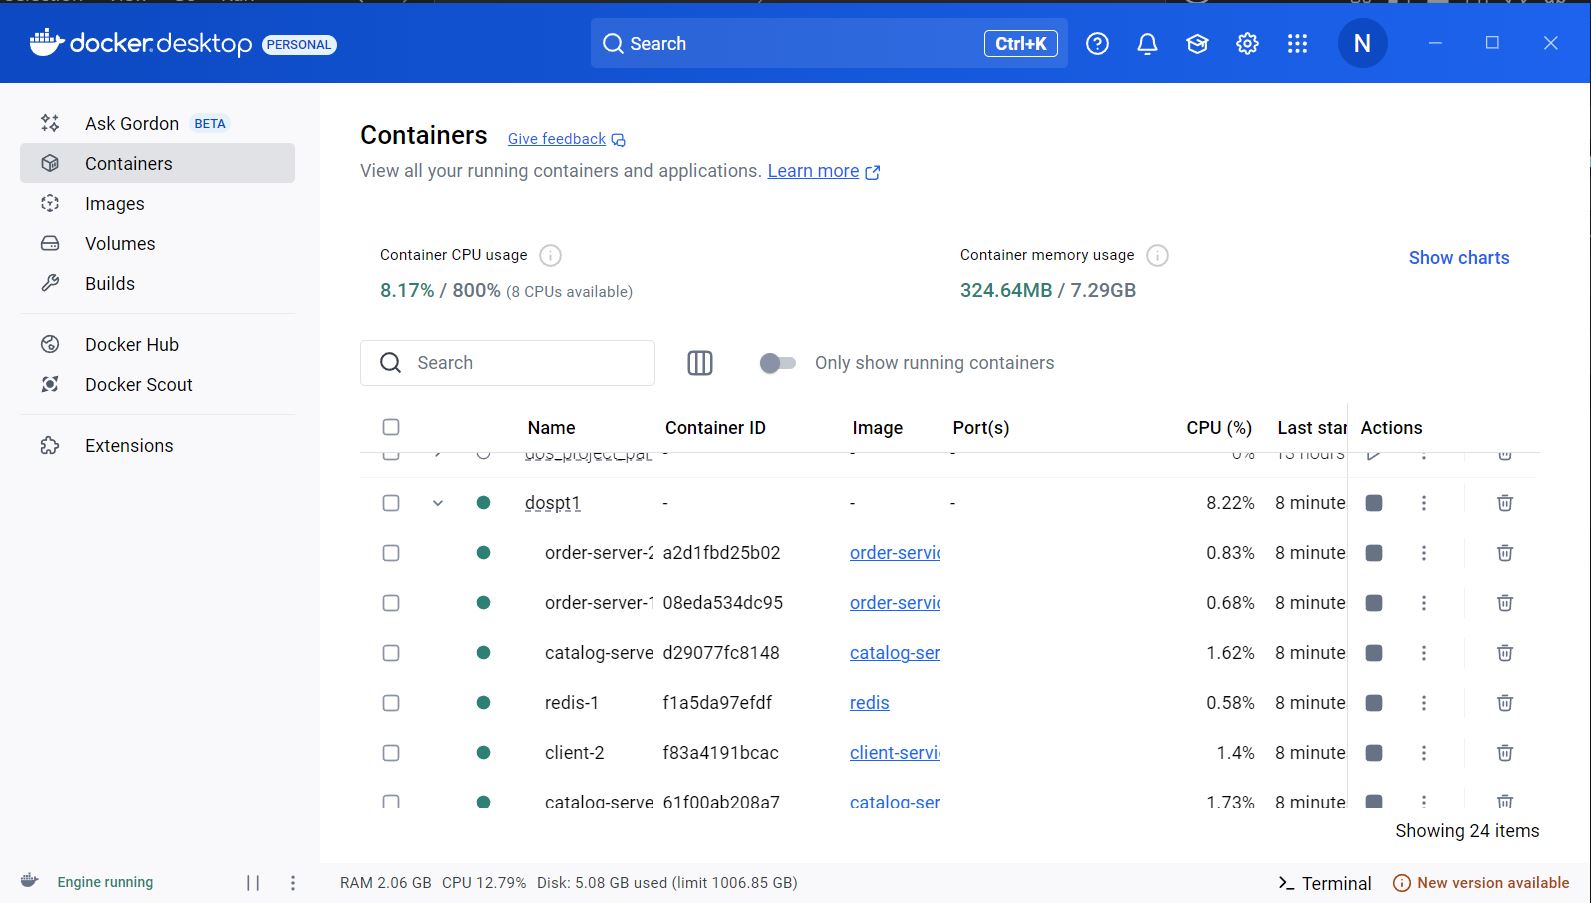 docker desktop PERSONAL
Search Ctrl+K
N
Ask Gordon BETA
Containers
Images
Volumes
Builds
Docker Hub
Docker Scout
Extensions
Containers Give feedback
View all your running containers and applications. Learn more
Container CPU usage
8.17% / 800% (8 CPUs available)
Container memory usage
324.64MB / 7.29GB
Show charts
Search
Only show running containers
Name Container ID Image Port(s) CPU (%) Last star Actions
dos_project_par - - - 0% 13 hours
dospt1 - - - 8.22% 8 minute
order-server-2 a2d1fbd25b02 order-servic 0.83% 8 minute
order-server-1 08eda534dc95 order-servic 0.68% 8 minute
catalog-serve d29077fc8148 catalog-ser 1.62% 8 minute
redis-1 f1a5da97efdf redis 0.58% 8 minute
client-2 f83a4191bcac client-servi 1.4% 8 minute
catalog-serve 61f00ab208a7 catalog-ser 1.73% 8 minute
Showing 24 items
Engine running
RAM 2.06 GB CPU 12.79% Disk: 5.08 GB used (limit 1006.85 GB)
Terminal
New version available